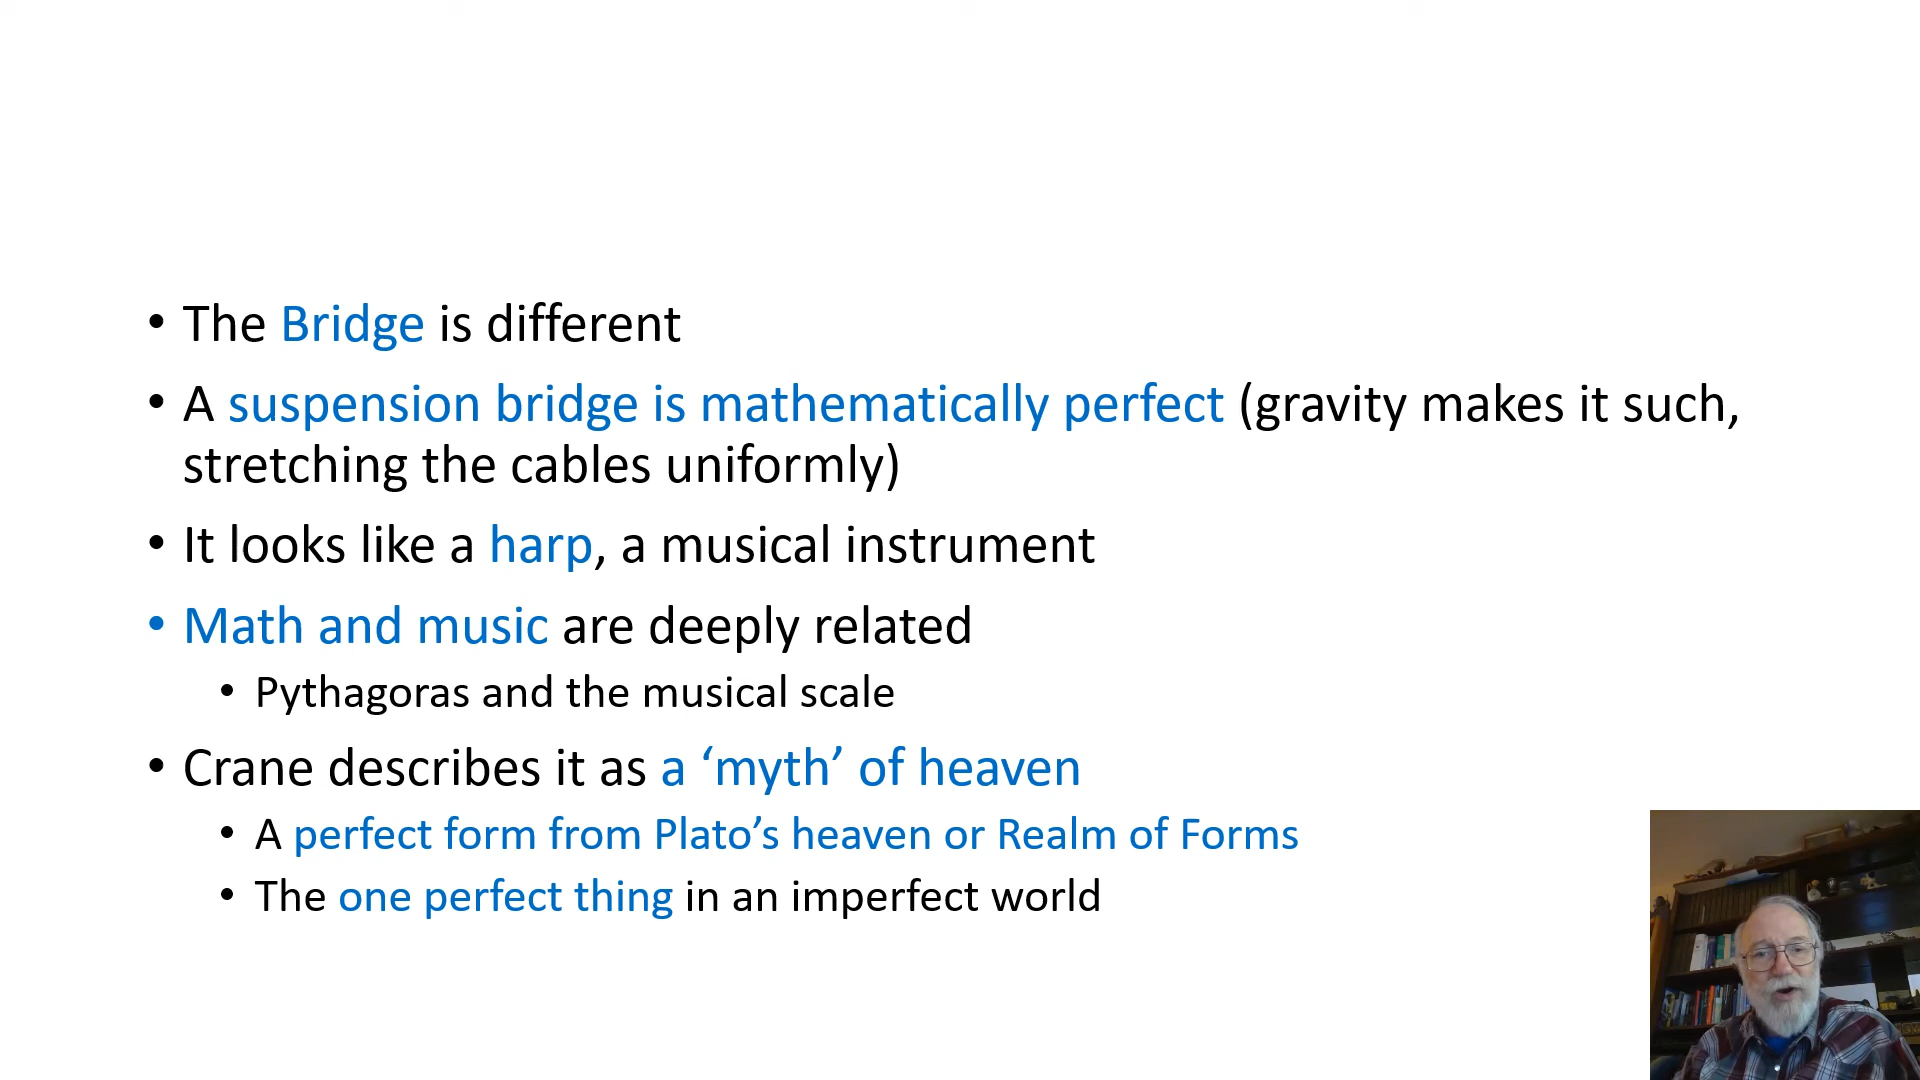 • The Bridge is different
• A suspension bridge is mathematically perfect (gravity makes it such,
stretching the cables uniformly)
• It looks like a harp, a musical instrument
• Math and music are deeply related
• Pythagoras and the musical scale
• Crane describes it as a ‘myth’ of heaven
• A perfect form from Plato’s heaven or Realm of Forms
• The one perfect thing in an imperfect world